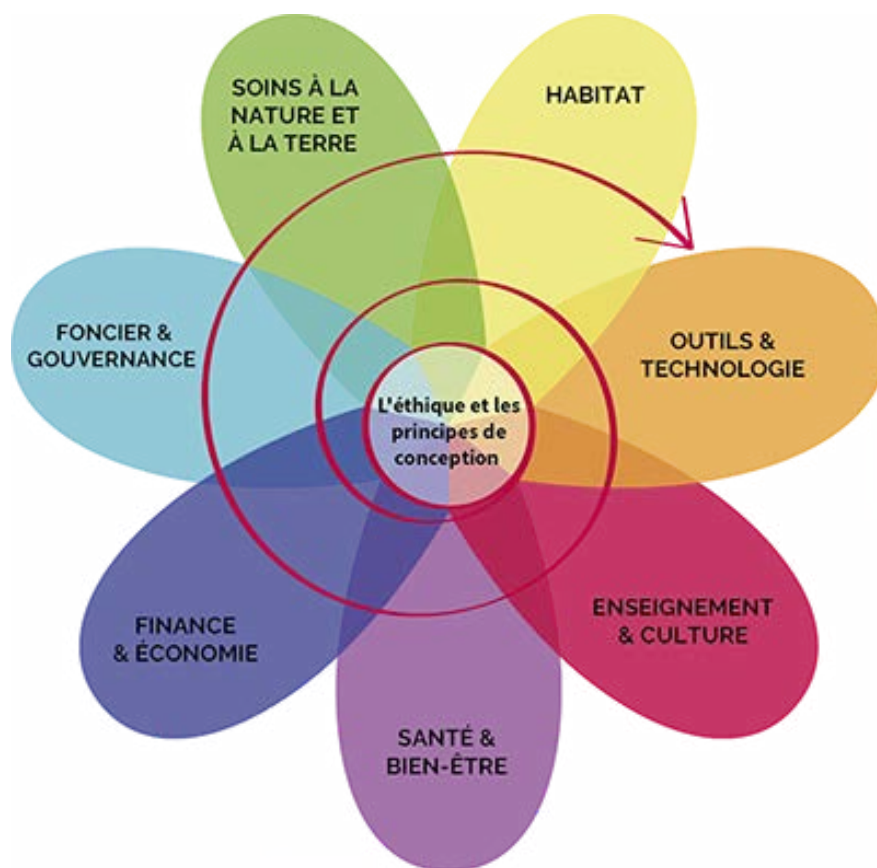 SOINS À LA
NATURE ET
À LA TERRE
HABITAT
FONCIER &
GOUVERNANCE
OUTILS &
TECHNOLOGIE
L'éthique et les
principes de
conception
ENSEIGNEMENT
& CULTURE
FINANCE
& ÉCONOMIE
SANTÉ &
BIEN-ÊTRE